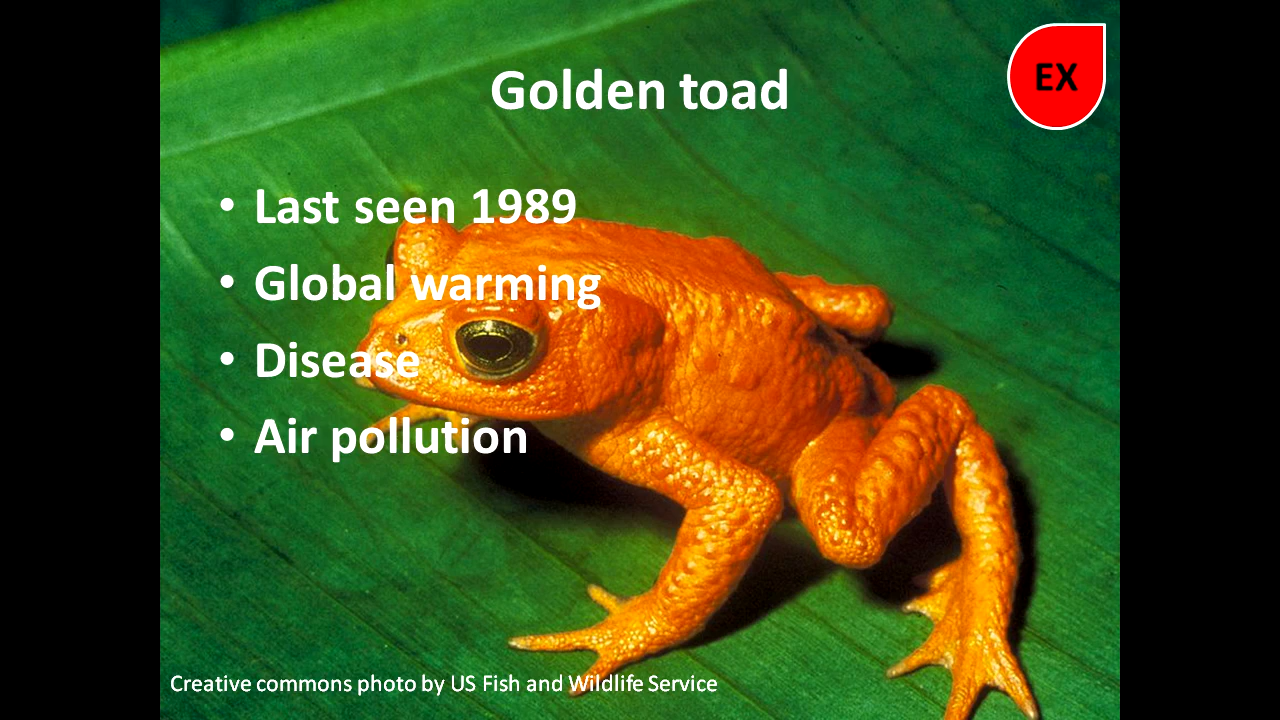 EX
Golden toad
• Last seen 1989
• Global warming
• Disease
• Air pollution
Creative commons photo by US Fish and Wildlife Service